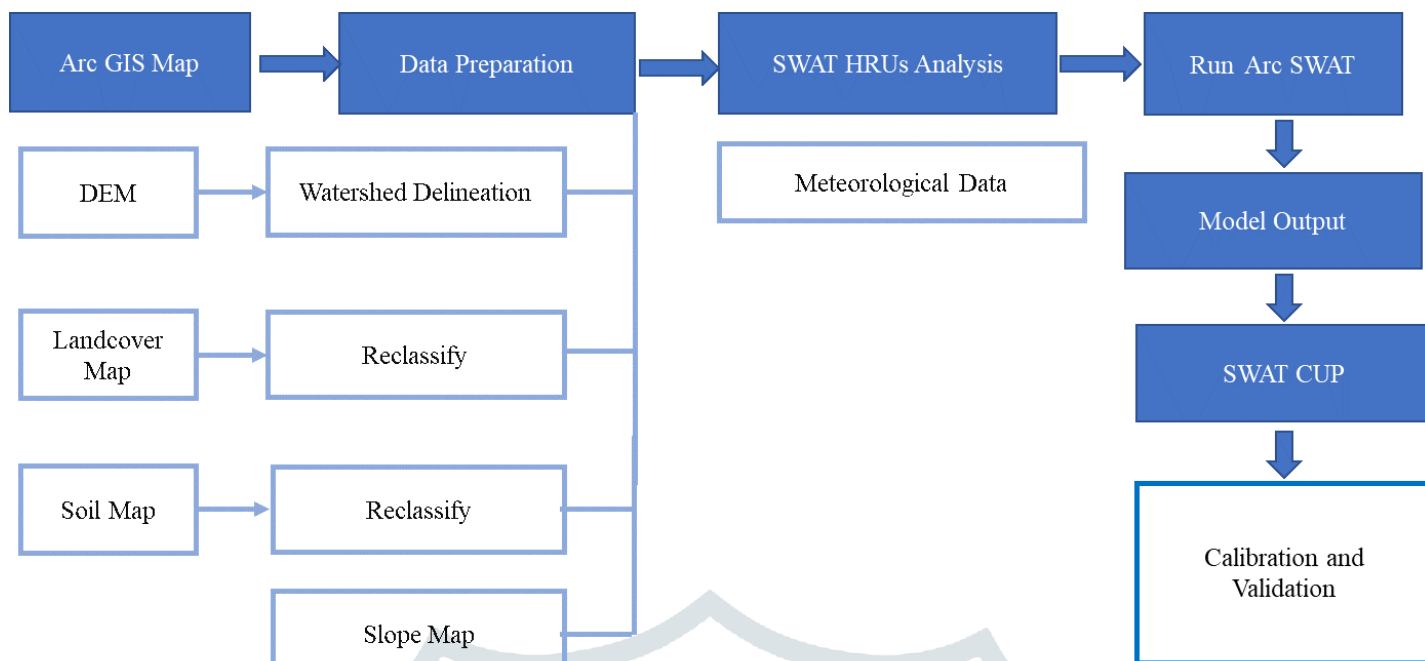 Arc GIS Map
Data Preparation
SWAT HRUs Analysis
Run Arc SWAT
DEM
Watershed Delineation
Meteorological Data
Model Output
Landcover
Map
Reclassify
SWAT CUP
Soil Map
Reclassify
Calibration and
Validation
Slope Map